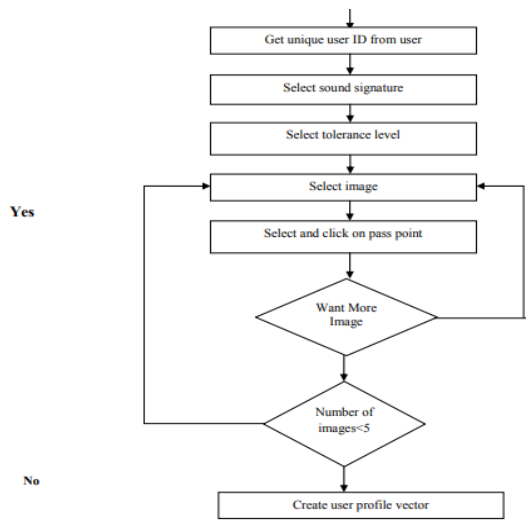 Get unique user ID from user
Select sound signature
Select tolerance level
Select image
Yes
Select and click on pass point
Want More
Image
Number of
images<5
No
Create user profile vector